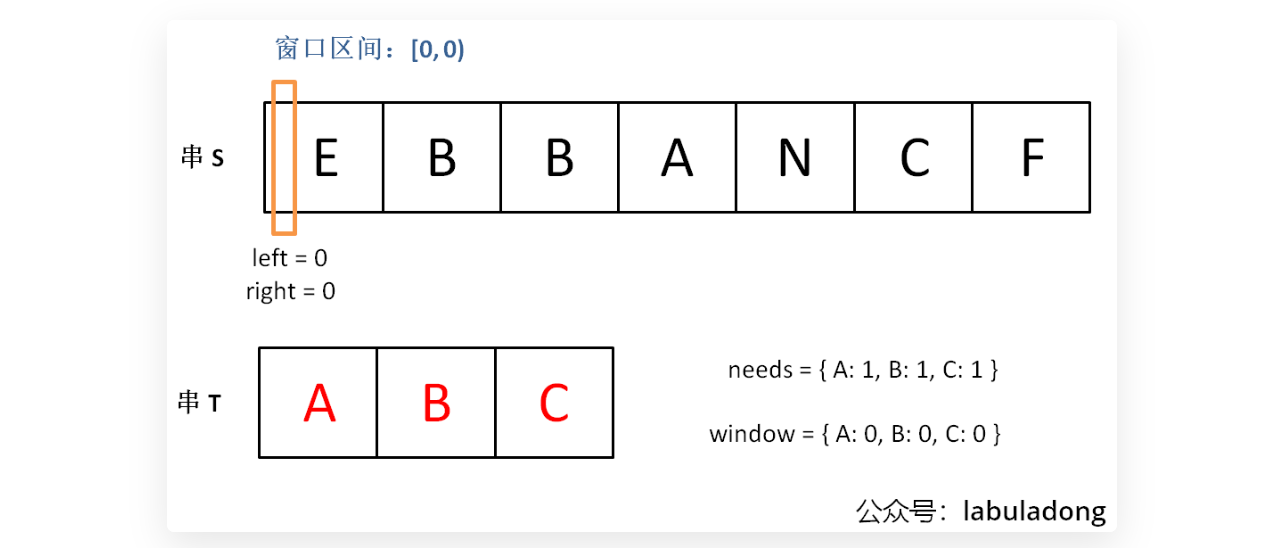 窗口区间：[0, 0)
串 S E B B A N C F
left = 0
right = 0
串 T A B C
needs = { A: 1, B: 1, C: 1 }
window = { A: 0, B: 0, C: 0 }
公众号：labuladong